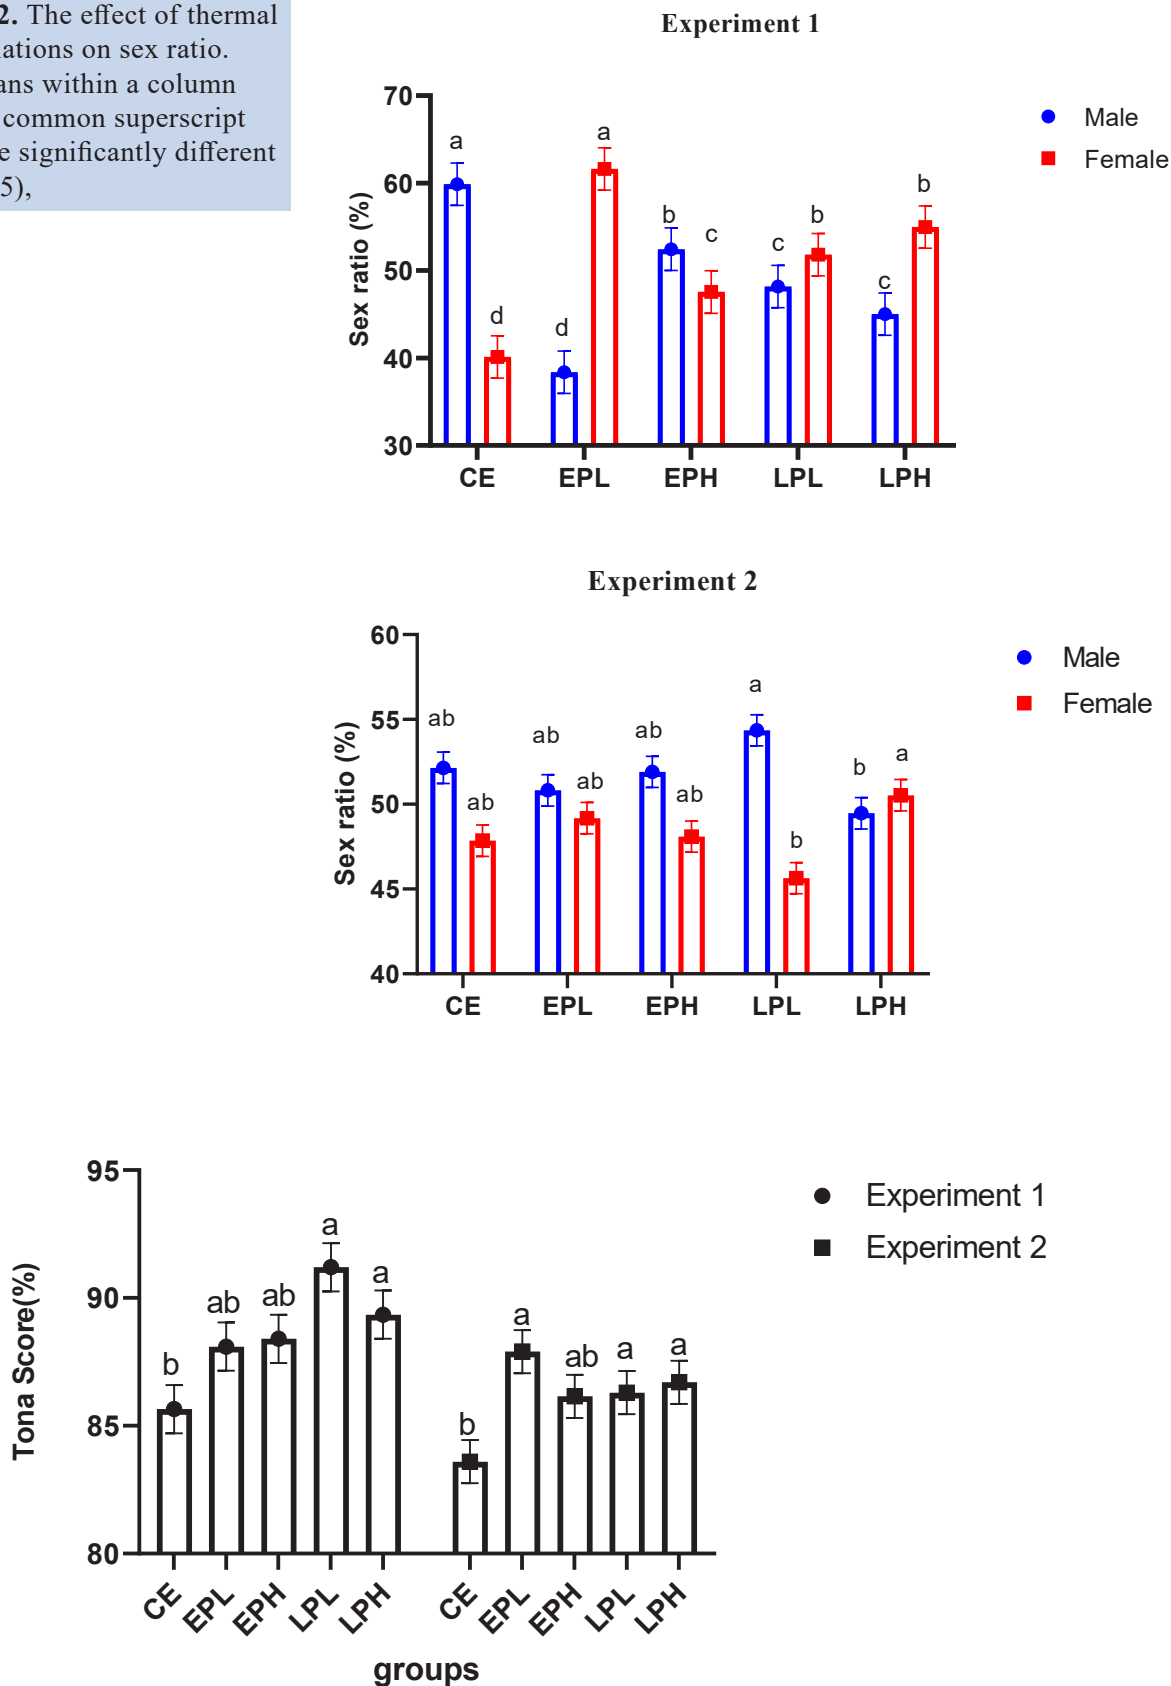 2. The effect of thermal
on sex ratio.
within a column
common superscript
significantly different
5),
Experiment 1
70
60
50
40
30
Sex ratio (%)
a
d
d
a
b
c
c
b
c
b
CE EPL EPH LPL LPH
Male
Female
Experiment 2
60
55
50
45
40
Sex ratio (%)
ab
ab
ab
ab
ab
ab
a
b
b
a
CE EPL EPH LPL LPH
Male
Female
95
90
85
80
Tona Score(%)
b
ab
ab
a
a
b
a
ab
a
a
CE EPL EPH LPL LPH CE EPL EPH LPL LPH
groups
Experiment 1
Experiment 2